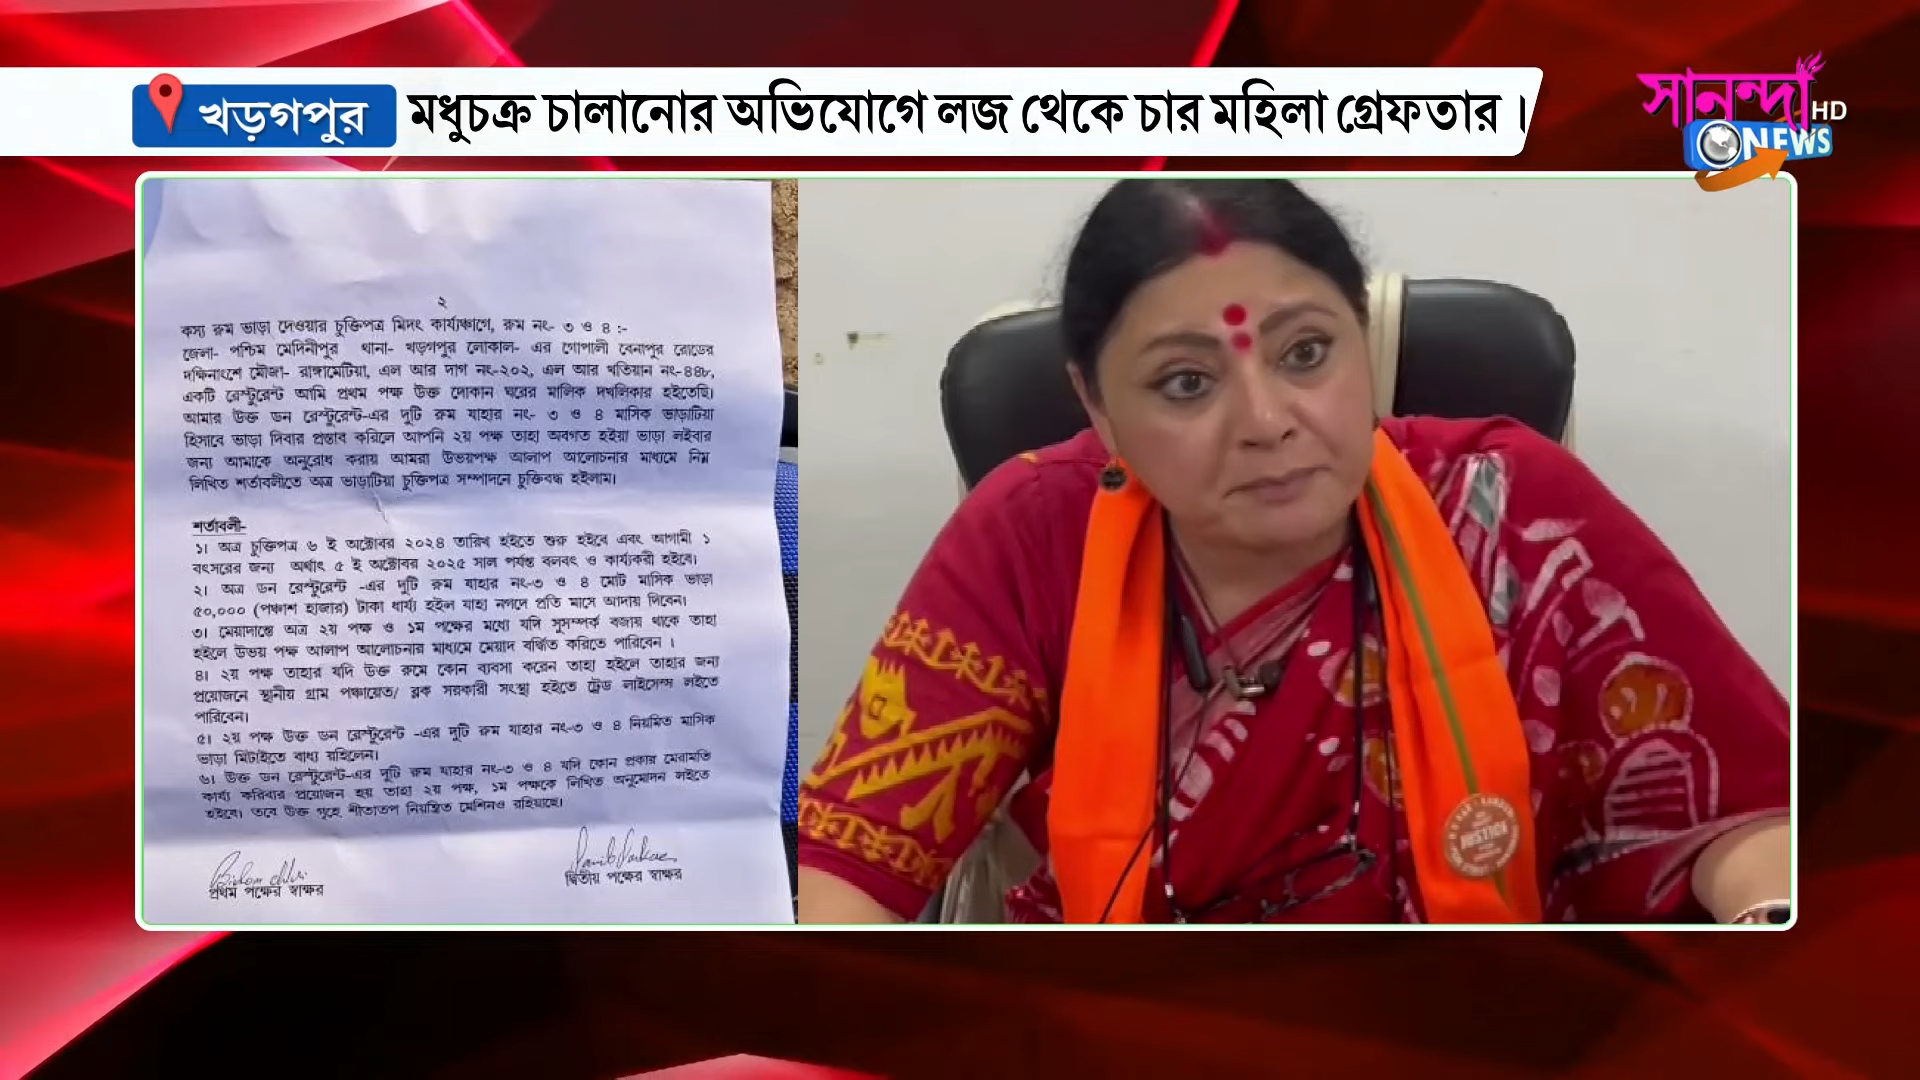 খড়গপুর
মধুচক্র চালানোর অভিযোগে লজ থেকে চার মহিলা গ্রেফতার।
সানন্দা HD
NEWS
২
কস্য রুম ভাড়া দেওয়ার চুক্তিপত্র মিদং কার্য্যঞ্চাগে, রুম নং- ৩ ও ৪ :-
জেলা- পশ্চিম মেদিনীপুর থানা- খড়গপুর লোকাল- এর গোপালী বেনাপুর রোডের
দক্ষিনাংশে মৌজা- রাঙ্গামেটিয়া, এল আর দাগ নং-২০২, এল আর খতিয়ান নং-৪৪৮,
একটি রেস্টুরেন্ট আমি প্রথম পক্ষ উক্ত দোকান ঘরের মালিক দখলিকার হইতেছি।
আমার উক্ত ডন রেস্টুরেন্ট-এর দুটি রুম যাহার নং- ৩ ও ৪ মাসিক ভাড়াটিয়া
হিসাবে ভাড়া দিবার প্রস্তাব করিলে আপনি ২য় পক্ষ তাহা অবগত হইয়া ভাড়া লইবার
জন্য আমাকে অনুরোধ করায় আমরা উভয়পক্ষ আলাপ আলোচনার মাধ্যমে নিম্ন
লিখিত শর্তাবলীতে অত্র ভাড়াটিয়া চুক্তিপত্র সম্পাদনে চুক্তিবদ্ধ হইলাম।
শর্তাবলী-
১। অত্র চুক্তিপত্র ৬ ই অক্টোবর ২০২৪ তারিখ হইতে শুরু হইবে এবং আগামী ১
বৎসরের জন্য অর্থাৎ ৫ ই অক্টোবর ২০২৫ সাল পর্যন্ত বলবৎ ও কার্য্যকরী হইবে।
২। অত্র ডন রেস্টুরেন্ট -এর দুটি রুম যাহার নং-৩ ও ৪ মোট মাসিক ভাড়া
৫০,০০০ (পঞ্চাশ হাজার) টাকা ধার্য্য হইল যাহা নগদে প্রতি মাসে আদায় দিবেন।
৩। মেয়াদান্তে অত্র ২য় পক্ষ ও ১ম পক্ষের মধ্যে যদি সুসম্পর্ক বজায় থাকে তাহা
হইলে উভয় পক্ষ আলাপ আলোচনার মাধ্যমে মেয়াদ বর্দ্ধিত করিতে পারিবেন ।
৪। ২য় পক্ষ তাহার যদি উক্ত রুমে কোন ব্যবসা করেন তাহা হইলে তাহার জন্য
প্রয়োজনে স্থানীয় গ্রাম পঞ্চায়েত/ ব্লক সরকারী সংস্থা হইতে ট্রেড লাইসেন্স লইতে
পারিবেন।
৫। ২য় পক্ষ উক্ত ডন রেস্টুরেন্ট -এর দুটি রুম যাহার নং-৩ ও ৪ নিয়মিত মাসিক
ভাড়া মিটাইতে বাধ্য রহিলেন।
৬। উক্ত ডন রেস্টুরেন্ট-এর দুটি রুম যাহার নং-৩ ও ৪ যদি কোন প্রকার মেরামতি
কার্য্য করিবার প্রয়োজন হয় তাহা ২য় পক্ষ, ১ম পক্ষকে লিখিত অনুমোদন লইতে
হইবে। তবে উক্ত গৃহে শীতাতপ নিয়ন্ত্রিত মেশিনও রহিয়াছে।
প্রথম পক্ষের স্বাক্ষর
দ্বিতীয় পক্ষের স্বাক্ষর
JUSTICE